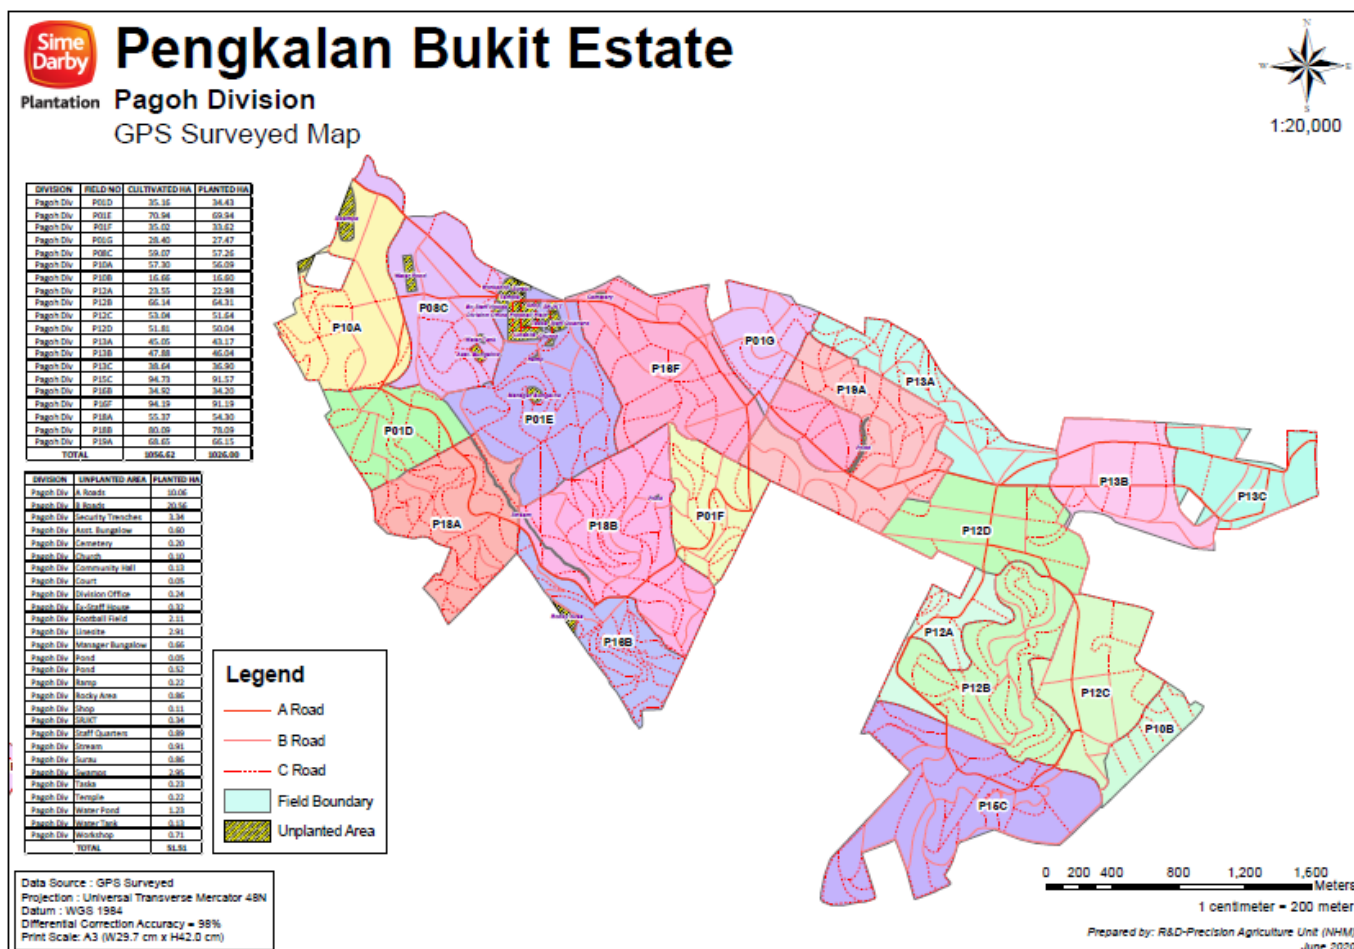 Sime
Darby
Plantation
Pengkalan Bukit Estate
Pagoh Division
GPS Surveyed Map
N
W E
S
1:20,000
DIVISION FIELD NO CULTIVATED HA PLANTED HA
Pagoh Div P01D 35.16 34.43
Pagoh Div P01E 70.94 69.94
Pagoh Div P01F 35.02 33.62
Pagoh Div P01G 28.40 27.47
Pagoh Div P08C 59.07 57.26
Pagoh Div P10A 57.30 56.09
Pagoh Div P10B 16.66 16.60
Pagoh Div P12A 23.55 22.98
Pagoh Div P12B 66.14 64.31
Pagoh Div P12C 53.04 51.64
Pagoh Div P12D 51.81 50.04
Pagoh Div P13A 45.05 43.17
Pagoh Div P13B 47.88 46.04
Pagoh Div P13C 38.64 36.90
Pagoh Div P15C 94.73 91.57
Pagoh Div P16B 34.92 34.20
Pagoh Div P16F 94.19 91.19
Pagoh Div P18A 55.37 54.30
Pagoh Div P18B 80.09 78.09
Pagoh Div P19A 68.65 66.15
TOTAL 1056.62 1026.00
DIVISION UNPLANTED AREA PLANTED HA
Pagoh Div A Roads 10.06
Pagoh Div B Roads 20.56
Pagoh Div Security Trenches 3.34
Pagoh Div Asst. Bungalow 0.60
Pagoh Div Cemetery 0.20
Pagoh Div Church 0.10
Pagoh Div Community Hall 0.13
Pagoh Div Court 0.05
Pagoh Div Division Office 0.24
Pagoh Div Ex-Staff House 0.32
Pagoh Div Football Field 2.11
Pagoh Div Linesite 2.91
Pagoh Div Manager Bungalow 0.66
Pagoh Div Pond 0.05
Pagoh Div Pond 0.52
Pagoh Div Ramp 0.22
Pagoh Div Rocky Area 0.86
Pagoh Div Shop 0.11
Pagoh Div SRJKT 0.34
Pagoh Div Staff Quarters 0.89
Pagoh Div Stream 0.91
Pagoh Div Surau 0.86
Pagoh Div Swamps 2.95
Pagoh Div Taska 0.23
Pagoh Div Temple 0.22
Pagoh Div Water Pond 1.23
Pagoh Div Water Tank 0.13
Pagoh Div Workshop 0.71
TOTAL 51.51
P10A
P08C
P01D
P01E
P16F
P01G
P19A
P13A
P13B
P13C
P18A
P18B
P01F
P12D
P16B
P12A
P12B
P12C
P10B
P15C
Legend
A Road
B Road
C Road
Field Boundary
Unplanted Area
Data Source : GPS Surveyed
Projection : Universal Transverse Mercator 48N
Datum : WGS 1984
Differential Correction Accuracy = 98%
Print Scale: A3 (W29.7 cm x H42.0 cm)
0 200 400 800 1,200 1,600
Meters
1 centimeter = 200 meter
Prepared by: R&D-Precision Agriculture Unit (NHM)
June 2020